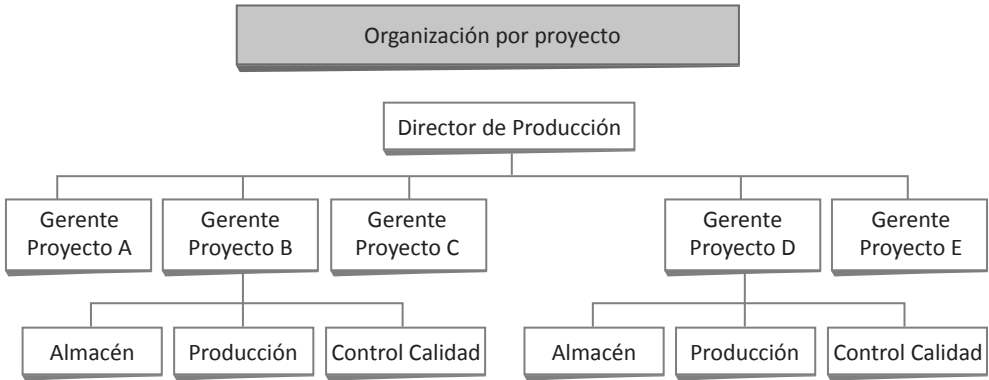 Organización por proyecto
Director de Producción
Gerente
Proyecto A
Gerente
Proyecto B
Gerente
Proyecto C
Gerente
Proyecto D
Gerente
Proyecto E
Almacén
Producción
Control Calidad
Almacén
Producción
Control Calidad